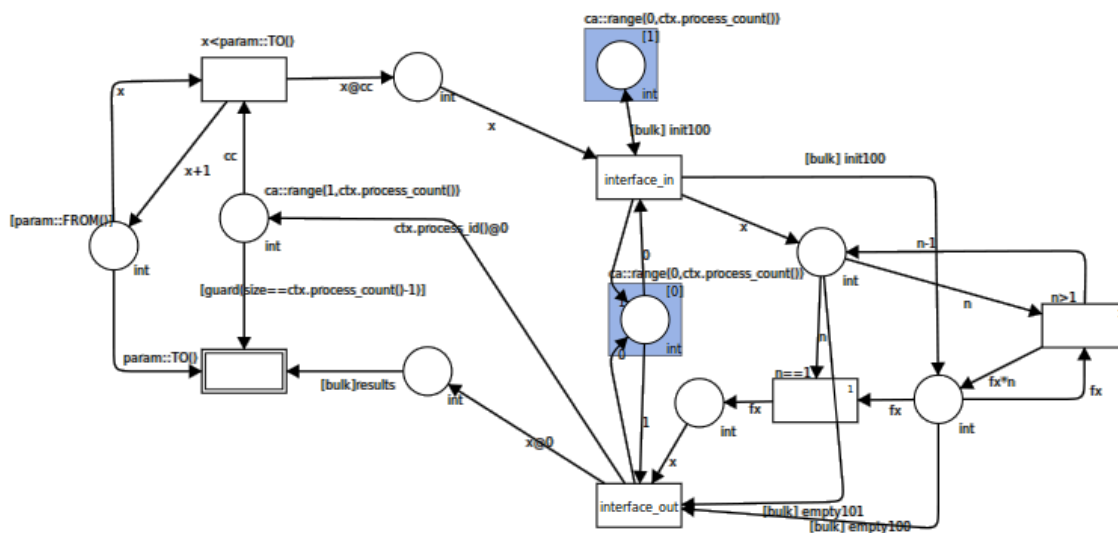 ca::range(0,ctx.process_count())
[1]
int
x<param::TO()
x
x@cc
int
x
[bulk] init100
[bulk] init100
interface_in
x+1
cc
ca::range(1,ctx.process_count())
[param::FROM()]
int
int
ctx.process_id()@0
x
n-1
int
0
ca::range(0,ctx.process_count())
[0]
1
int
0
[guard(size==ctx.process_count()-1)]
n
n>1
n
param::TO()
[bulk]results
int
n==1
1
fx*n
fx
fx
fx
int
int
1
x@0
x
interface_out
[bulk] empty101
[bulk] empty100